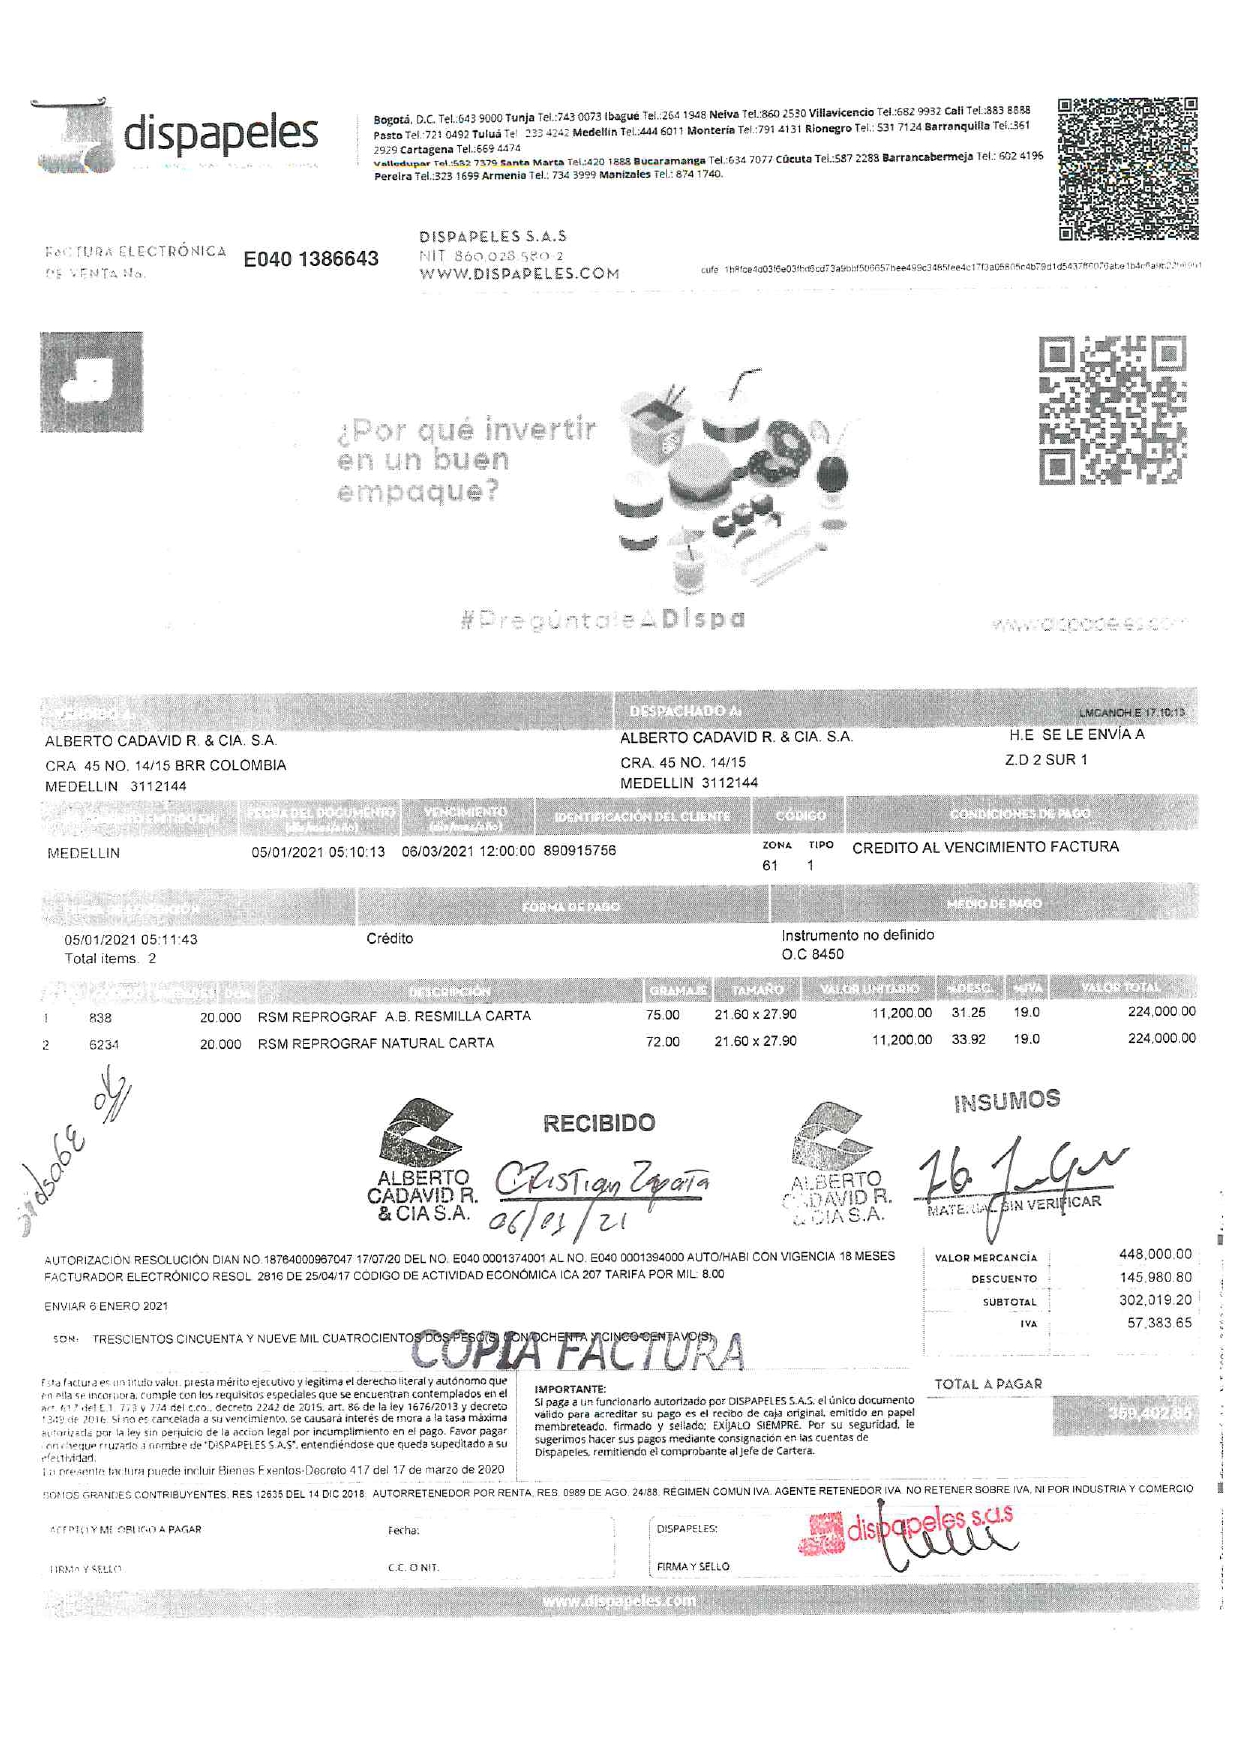 dispapeles
Bogotá, D.C. Tel.:643 9000 Tunja Tel.:743 0073 Ibagué Tel.:264 1948 Neiva Tel.:860 2530 Villavicencio Tel.:682 9932 Cali Tel.:883 8888
Pasto Tel.:721 0492 Tuluá Tel 233 4242 Medellín Tel.:444 6011 Montería Tel.:791 4131 Rionegro Tel.: 531 7124 Barranquilla Tel.:361
2929 Cartagena Tel.:669 4474
Valledupar Tel.:582 7379 Santa Marta Tel.:420 1888 Bucaramanga Tel.:634 7077 Cúcuta Tel.:587 2288 Barrancabermeja Tel.: 602 4196
Pereira Tel.:323 1699 Armenia Tel.: 734 3999 Manizales Tel.: 874 1740.
FACTURA ELECTRÓNICA
DE VENTA No.
E040 1386643
DISPAPELES S.A.S
NIT 860.028.580 2
WWW.DISPAPELES.COM
cufe
¿Por qué invertir
en un buen
empaque?
#PregúntaleADispa
www.dispapeles.com
DESPACHADO A:
LMCANOH.E 17.10:13
ALBERTO CADAVID R. & CIA. S.A.
CRA 45 NO. 14/15 BRR COLOMBIA
MEDELLIN 3112144
ALBERTO CADAVID R. & CIA. S.A.
CRA. 45 NO. 14/15
MEDELLIN 3112144
H.E SE LE ENVÍA A
Z.D 2 SUR 1
FECHA DEL DOCUMENTO VENCIMIENTO IDENTIFICACIÓN DEL CLIENTE CÓDIGO CONDICIONES DE PAGO
MEDELLIN 05/01/2021 05:10:13 06/03/2021 12:00:00 890915756 ZONA TIPO CREDITO AL VENCIMIENTO FACTURA
61 1
FORMA DE PAGO MEDIO DE PAGO
05/01/2021 05:11:43 Crédito Instrumento no definido
Total items. 2 O.C 8450
DESCRIPCIÓN GRAMAJE TAMAÑO VALOR UNITARIO %DESC. %IVA VALOR TOTAL
1 838 20.000 RSM REPROGRAF A.B. RESMILLA CARTA 75.00 21.60 x 27.90 11,200.00 31.25 19.0 224,000.00
2 6234 20.000 RSM REPROGRAF NATURAL CARTA 72.00 21.60 x 27.90 11,200.00 33.92 19.0 224,000.00
ALBERTO
CADAVID R.
& CIA S.A.
RECIBIDO
Cristian Zapata
06/01/21
ALBERTO
CADAVID R.
& CIA S.A.
INSUMOS
MATERIAL SIN VERIFICAR
AUTORIZACIÓN RESOLUCIÓN DIAN NO.18764000967047 17/07/20 DEL NO. E040 0001374001 AL NO. E040 0001394000 AUTO/HABI CON VIGENCIA 18 MESES
FACTURADOR ELECTRÓNICO RESOL 2816 DE 25/04/17 CÓDIGO DE ACTIVIDAD ECONÓMICA ICA 207 TARIFA POR MIL: 8.00
ENVIAR 6 ENERO 2021
SON: TRESCIENTOS CINCUENTA Y NUEVE MIL CUATROCIENTOS DOS PESO(S) CON OCHENTA Y CINCO CENTAVO(S)
COPIA FACTURA
VALOR MERCANCÍA 448,000.00
DESCUENTO 145,980.80
SUBTOTAL 302,019.20
IVA 57,383.65
TOTAL A PAGAR
359,402.85
Esta factura es un titulo valor, presta mérito ejecutivo y legitima el derecho literal y autónomo que
en ella se incorpora, cumple con los requisitos especiales que se encuentran contemplados en el
art. 617 del E.T. 773 y 774 del c.co., decreto 2242 de 2015, art. 86 de la ley 1676/2013 y decreto
1349 de 2016. Si no es cancelada a su vencimiento, se causará interés de mora a la tasa máxima
autorizada por la ley sin perjuicio de la accion legal por incumplimiento en el pago. Favor pagar
con cheque cruzado a nombre de "DISPAPELES S.A.S", entendiéndose que queda supeditado a su
efectividad.
La presente factura puede incluir Bienes Exentos-Decreto 417 del 17 de marzo de 2020
IMPORTANTE:
Si paga a un funcionario autorizado por DISPAPELES S.A.S, el único documento
válido para acreditar su pago es el recibo de caja original, emitido en papel
membreteado, firmado y sellado; EXÍJALO SIEMPRE. Por su seguridad, le
sugerimos hacer sus pagos mediante consignación en las cuentas de
Dispapeles, remitiendo el comprobante al Jefe de Cartera.
SOMOS GRANDES CONTRIBUYENTES, RES 12635 DEL 14 DIC 2018. AUTORRETENEDOR POR RENTA, RES. 0989 DE AGO. 24/88. RÉGIMEN COMUN IVA. AGENTE RETENEDOR IVA. NO RETENER SOBRE IVA, NI POR INDUSTRIA Y COMERCIO
ACEPTO Y ME OBLIGO A PAGAR Fecha: DISPAPELES: dispapeles s.a.s
FIRMA Y SELLO C.C. O NIT. FIRMA Y SELLO
www.dispapeles.com